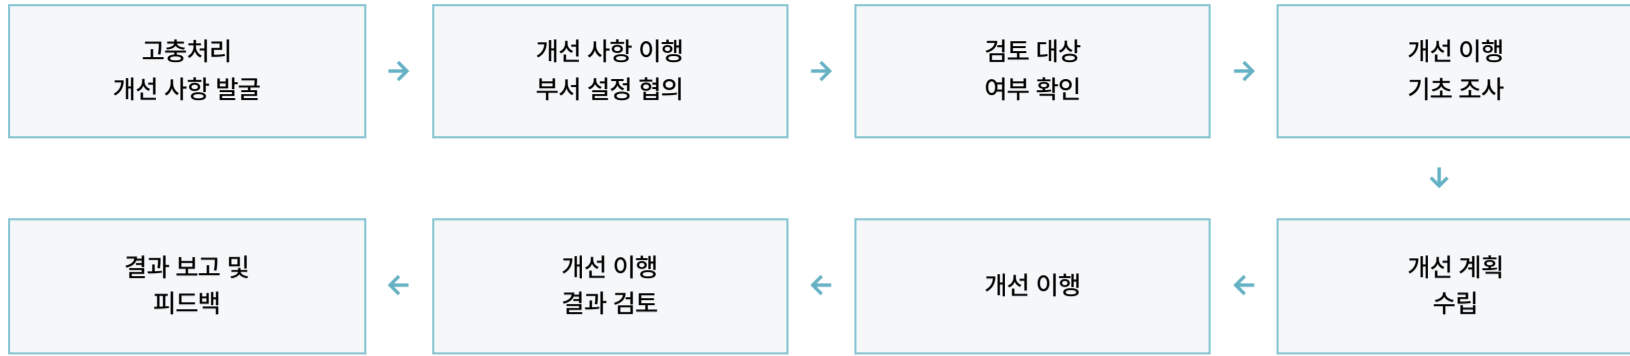 고충처리
개선 사항 발굴
개선 사항 이행
부서 설정 협의
검토 대상
여부 확인
개선 이행
기초 조사
개선 계획
수립
개선 이행
개선 이행
결과 검토
결과 보고 및
피드백